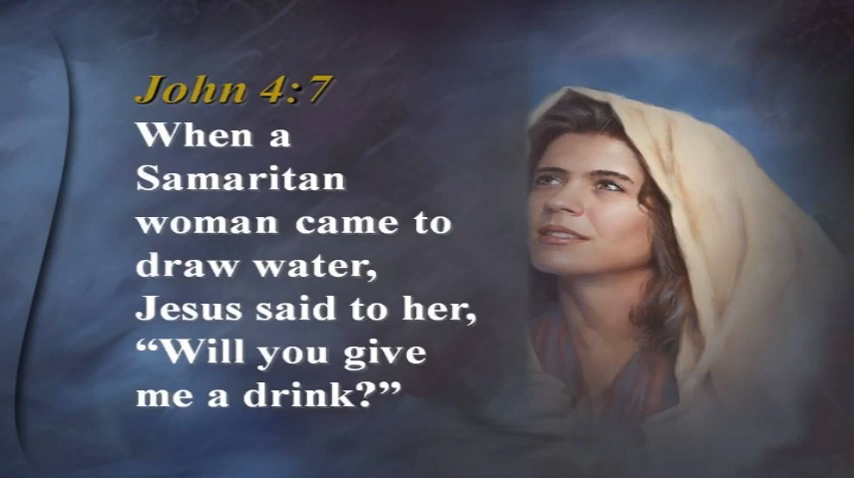 John 4:7
When a
Samaritan
woman came to
draw water,
Jesus said to her,
“Will you give
me a drink?”